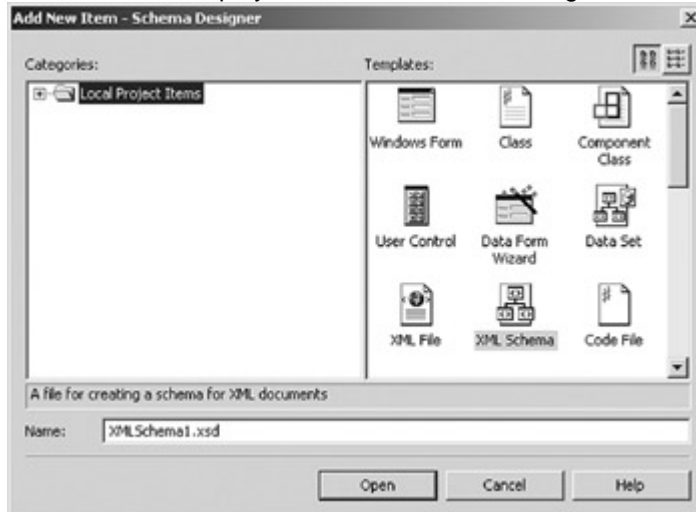 Add New Item - Schema Designer
Categories:
Templates:
Local Project Items
Windows Form
Class
Component
Class
User Control
Data Form
Wizard
Data Set
XML File
XML Schema
Code File
A file for creating a schema for XML documents
Name:
XMLSchema1.xsd
Open
Cancel
Help